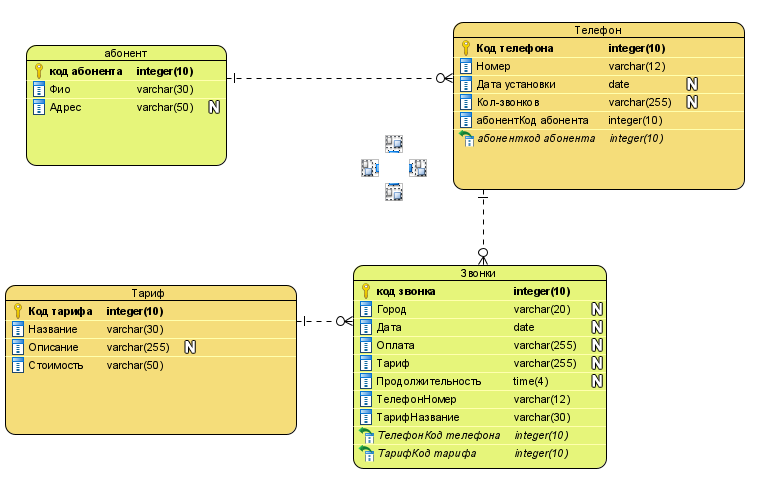 абонент
код абонента integer(10)
Фио varchar(30)
Адрес varchar(50) N
Телефон
Код телефона integer(10)
Номер varchar(12)
Дата установки date N
Кол-звонков varchar(255) N
абонентКод абонента integer(10)
абоненткод абонента integer(10)
Тариф
Код тарифа integer(10)
Название varchar(30)
Описание varchar(255) N
Стоимость varchar(50)
Звонки
код звонка integer(10)
Город varchar(20) N
Дата date N
Оплата varchar(255) N
Тариф varchar(255) N
Продолжительность time(4) N
ТелефонНомер varchar(12)
ТарифНазвание varchar(30)
ТелефонКод телефона integer(10)
ТарифКод тарифа integer(10)